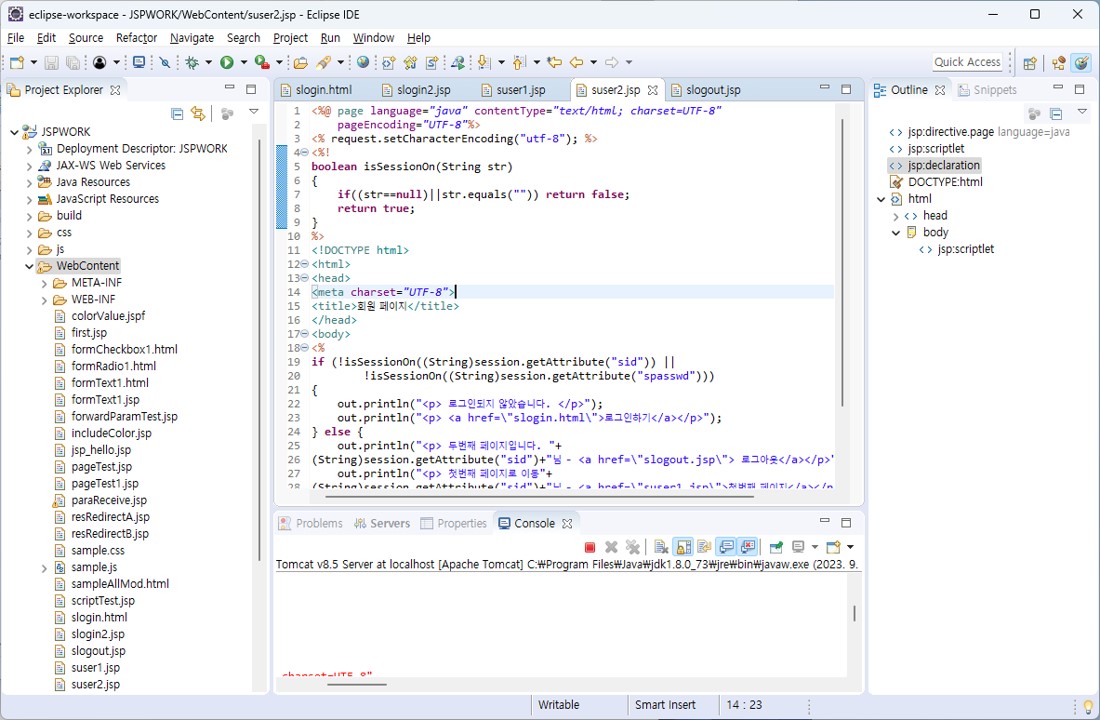 eclipse-workspace - JSPWORK/WebContent/suser2.jsp - Eclipse IDE
File Edit Source Refactor Navigate Search Project Run Window Help
Quick Access
Project Explorer
JSPWORK
Deployment Descriptor: JSPWORK
JAX-WS Web Services
Java Resources
JavaScript Resources
build
css
js
WebContent
META-INF
WEB-INF
colorValue.jspf
first.jsp
formCheckbox1.html
formRadio1.html
formText1.html
formText1.jsp
forwardParamTest.jsp
includeColor.jsp
jsp_hello.jsp
pageTest.jsp
pageTest1.jsp
paraReceive.jsp
resRedirectA.jsp
resRedirectB.jsp
sample.css
sample.js
sampleAllMod.html
scriptTest.jsp
slogin.html
slogin2.jsp
slogout.jsp
suser1.jsp
suser2.jsp
slogin.html slogin2.jsp suser1.jsp suser2.jsp slogout.jsp
1 <%@ page language="java" contentType="text/html; charset=UTF-8"
2 pageEncoding="UTF-8"%>
3 <% request.setCharacterEncoding("utf-8"); %>
4 <%!
5 boolean isSessionOn(String str)
6 {
7 if((str==null)||str.equals("")) return false;
8 return true;
9 }
10 %>
11 <!DOCTYPE html>
12 <html>
13 <head>
14 <meta charset="UTF-8">
15 <title>회원 페이지</title>
16 </head>
17 <body>
18 <%
19 if (!isSessionOn((String)session.getAttribute("sid")) ||
20 !isSessionOn((String)session.getAttribute("spasswd")))
21 {
22 out.println("<p> 로그인되지 않았습니다. </p>");
23 out.println("<p> <a href=\"slogin.html\">로그인하기</a></p>");
24 } else {
25 out.println("<p> 두번째 페이지입니다. "+
26 (String)session.getAttribute("sid")+"님 - <a href=\"slogout.jsp\"> 로그아웃</a></p>"
27 out.println("<p> 첫번째 페이지로 이동"+
28 (String)session.getAttribute("sid")+"님 - <a href=\"suser1.jsp\">첫번째 페이지</a></p
Problems Servers Properties Console
Tomcat v8.5 Server at localhost [Apache Tomcat] C:₩Program Files₩Java₩jdk1.8.0_73₩jre₩bin₩javaw.exe (2023. 9.
charset=UTF-8"
Outline Snippets
jsp:directive.page language=java
jsp:scriptlet
jsp:declaration
DOCTYPE:html
html
head
body
jsp:scriptlet
Writable Smart Insert 14 : 23